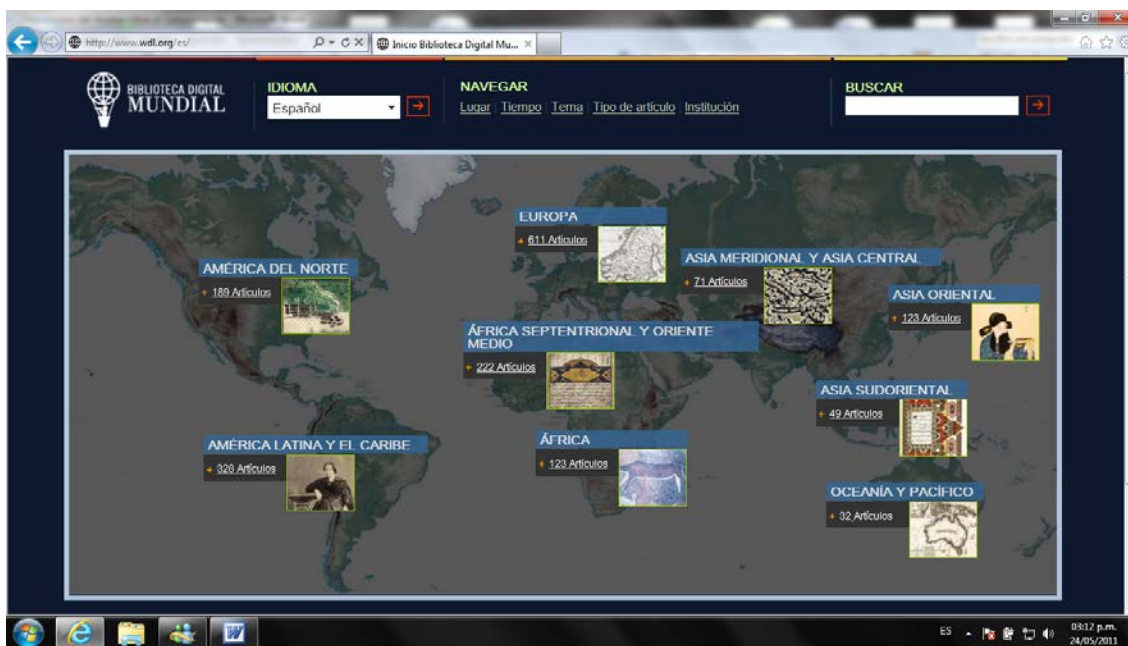 http://www.wdl.org/es/
Inicio Biblioteca Digital Mu...
BIBLIOTECA DIGITAL
MUNDIAL
IDIOMA
Español
NAVEGAR
Lugar Tiempo Tema Tipo de artículo Institución
BUSCAR
EUROPA
611 Artículos
ASIA MERIDIONAL Y ASIA CENTRAL
71 Artículos
AMÉRICA DEL NORTE
189 Artículos
ASIA ORIENTAL
123 Artículos
ÁFRICA SEPTENTRIONAL Y ORIENTE
MEDIO
222 Artículos
ASIA SUDORIENTAL
49 Artículos
AMÉRICA LATINA Y EL CARIBE
328 Artículos
ÁFRICA
123 Artículos
OCEANÍA Y PACÍFICO
32 Artículos
ES
03:12 p.m.
24/05/2011